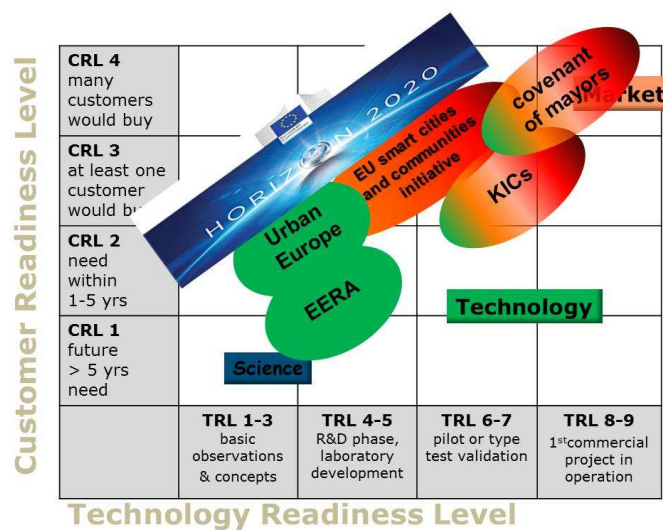 Customer Readiness Level
CRL 4
many
customers
would buy
CRL 3
at least one
customer
would bu
CRL 2
need
within
1-5 yrs
CRL 1
future
> 5 yrs
need
HORIZON 2020
EU smart cities
and communities
initiative
covenant
of mayors
Market
KICs
Urban
Europe
EERA
Technology
Science
TRL 1-3
basic
observations
& concepts
TRL 4-5
R&D phase,
laboratory
development
TRL 6-7
pilot or type
test validation
TRL 8-9
1stcommercial
project in
operation
Technology Readiness Level